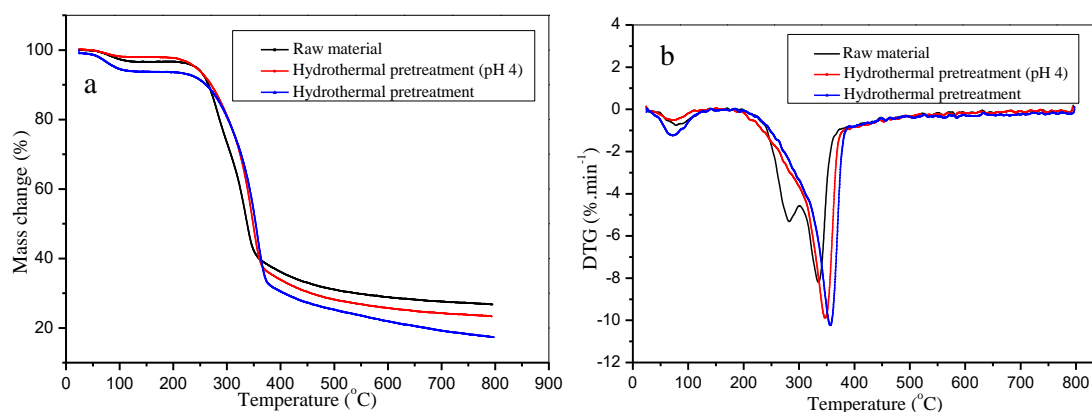 a
Raw material
Hydrothermal pretreatment (pH 4)
Hydrothermal pretreatment
Mass change (%)
100
80
60
40
20
0 100 200 300 400 500 600 700 800 900
Temperature (°C)
b
Raw material
Hydrothermal pretreatment (pH 4)
Hydrothermal pretreatment
DTG (%.min⁻¹)
4
2
0
-2
-4
-6
-8
-10
-12
0 100 200 300 400 500 600 700 800
Temperature (°C)